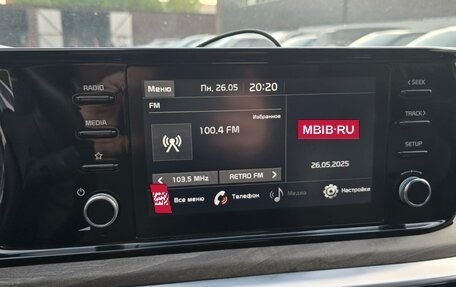 Меню Пн, 26.05 20:20
FM
Избранное
100.4 FM
MBIB·RU
26.05.2025
103.5 MHz RETRO FM
Все меню Телефон Медиа Настройки
RADIO
MEDIA
SEEK
TRACK
SETUP